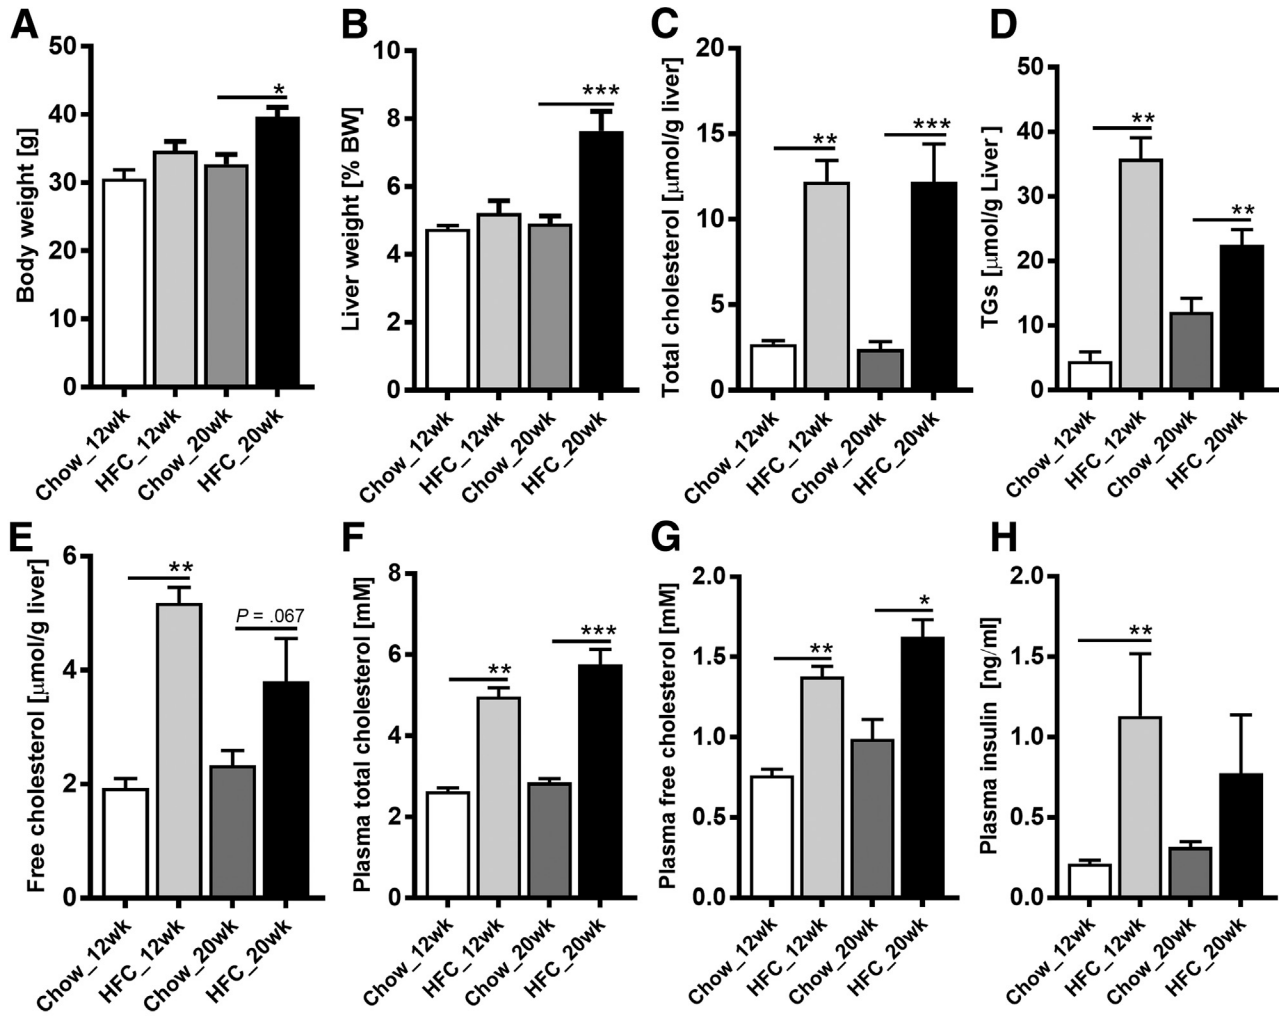 A
Body weight [g]
50
40
30
20
10
0
*
Chow_12wk
HFC_12wk
Chow_20wk
HFC_20wk
B
Liver weight [% BW]
10
8
6
4
2
0
***
Chow_12wk
HFC_12wk
Chow_20wk
HFC_20wk
C
Total cholesterol [μmol/g liver]
20
15
10
5
0
**
***
Chow_12wk
HFC_12wk
Chow_20wk
HFC_20wk
D
TGs [μmol/g Liver ]
50
40
30
20
10
0
**
**
Chow_12wk
HFC_12wk
Chow_20wk
HFC_20wk
E
Free cholesterol [μmol/g liver]
6
4
2
0
**
P = .067
Chow_12wk
HFC_12wk
Chow_20wk
HFC_20wk
F
Plasma total cholesterol [mM]
8
6
4
2
0
**
***
Chow_12wk
HFC_12wk
Chow_20wk
HFC_20wk
G
Plasma free cholesterol [mM]
2.0
1.5
1.0
0.5
0.0
**
*
Chow_12wk
HFC_12wk
Chow_20wk
HFC_20wk
H
Plasma insulin [ng/ml]
2.0
1.5
1.0
0.5
0.0
**
Chow_12wk
HFC_12wk
Chow_20wk
HFC_20wk